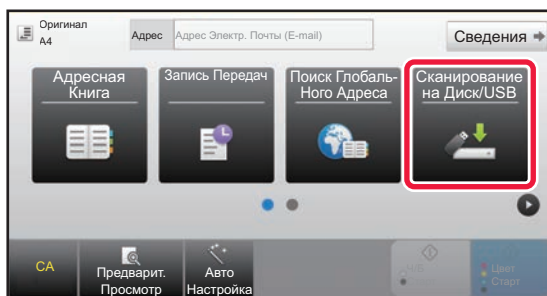 Оригинал
A4
Адрес
Адрес Электр. Почты (E-mail)
Сведения
Адресная
Книга
Запись Передач
Поиск Глобаль-
Ного Адреса
Сканирование
на Диск/USB
CA
Предварит.
Просмотр
Авто
Настройка
Ч/Б
Цвет
Старт